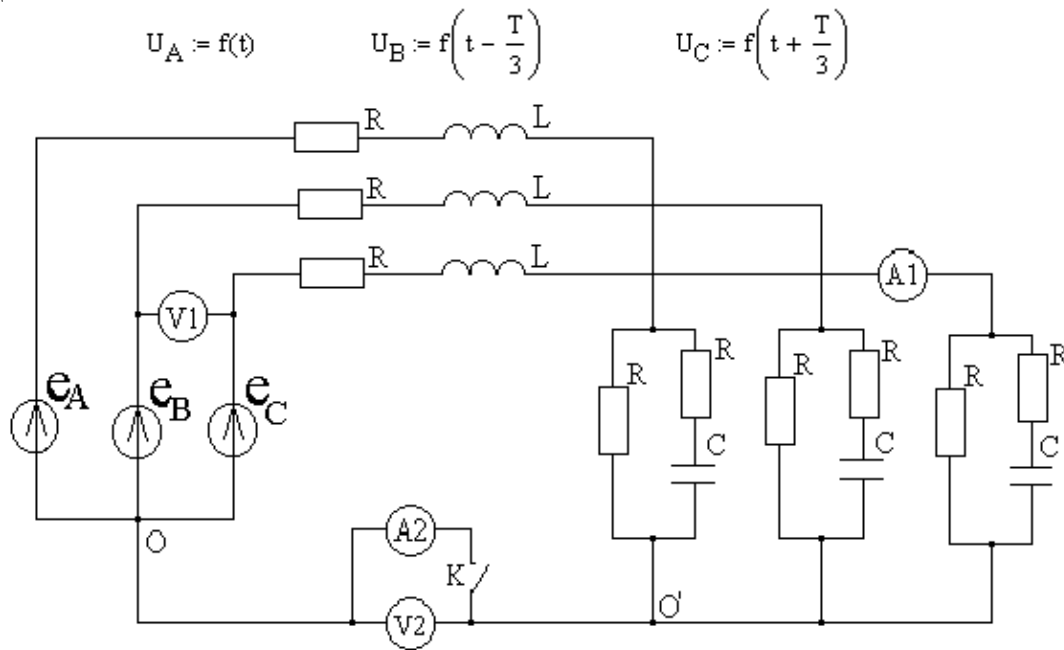 U_A := f(t) U_B := f(t - T/3) U_C := f(t + T/3)
R L
R L
R L
A1
V1
R R R R R R
e_A e_B e_C
C C C
A2
O
K
O'
V2